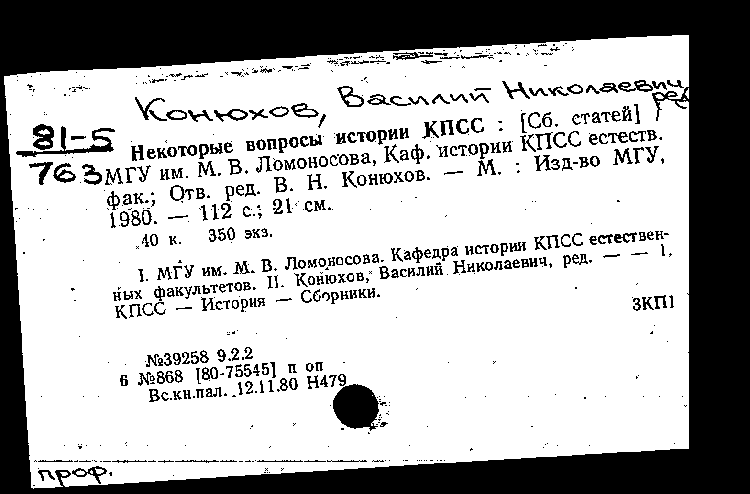 Конюхов, Василий Николаевич,
ред.
81-5
763
Некоторые вопросы истории КПСС : [Сб. статей] /
МГУ им. М. В. Ломоносова, Каф. истории КПСС естеств.
фак.; Отв. ред. В. Н. Конюхов. — М. : Изд-во МГУ,
1980. — 112 с.; 21 см.
40 к. 350 экз.
I. МГУ им. М. В. Ломоносова. Кафедра истории КПСС естествен-
ных факультетов. II. Конюхов, Василий Николаевич, ред. — — 1.
КПСС — История — Сборники.
3КП1
№39258 9.2.2
6 №868 [80-75545] п оп
Вс.кн.пал. 12.11.80 Н479
проф.